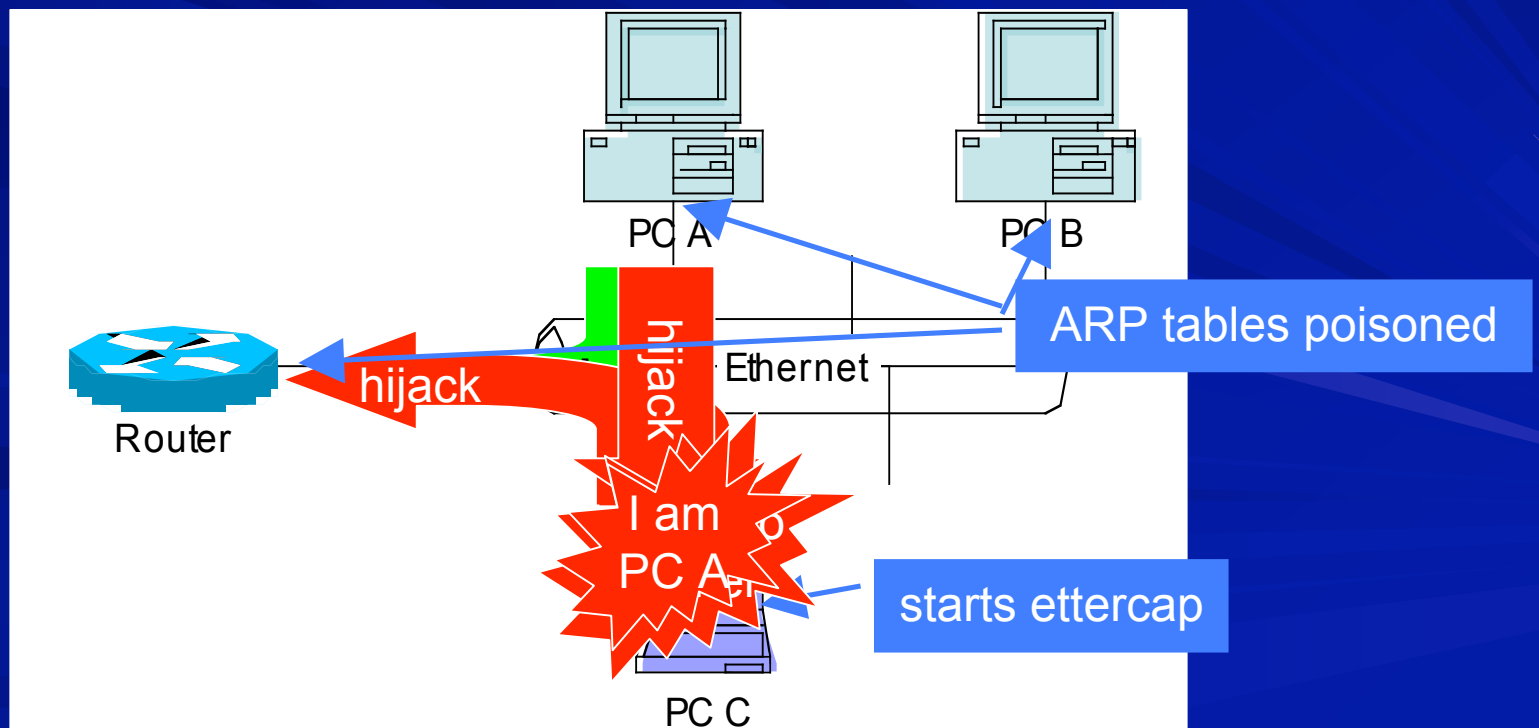 PC A
PC B
ARP tables poisoned
hijack
Ethernet
hijack
Router
I am
PC A
starts ettercap
PC C